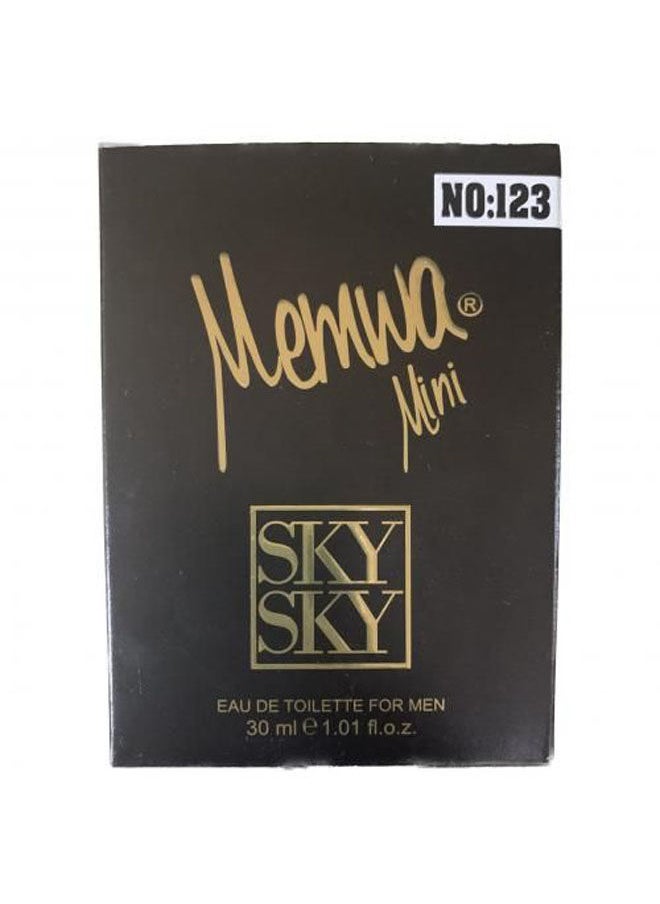 NO:123
Memwa®
Mini
SKY
SKY
EAU DE TOILETTE FOR MEN
30 ml ℮ 1.01 fl.o.z.